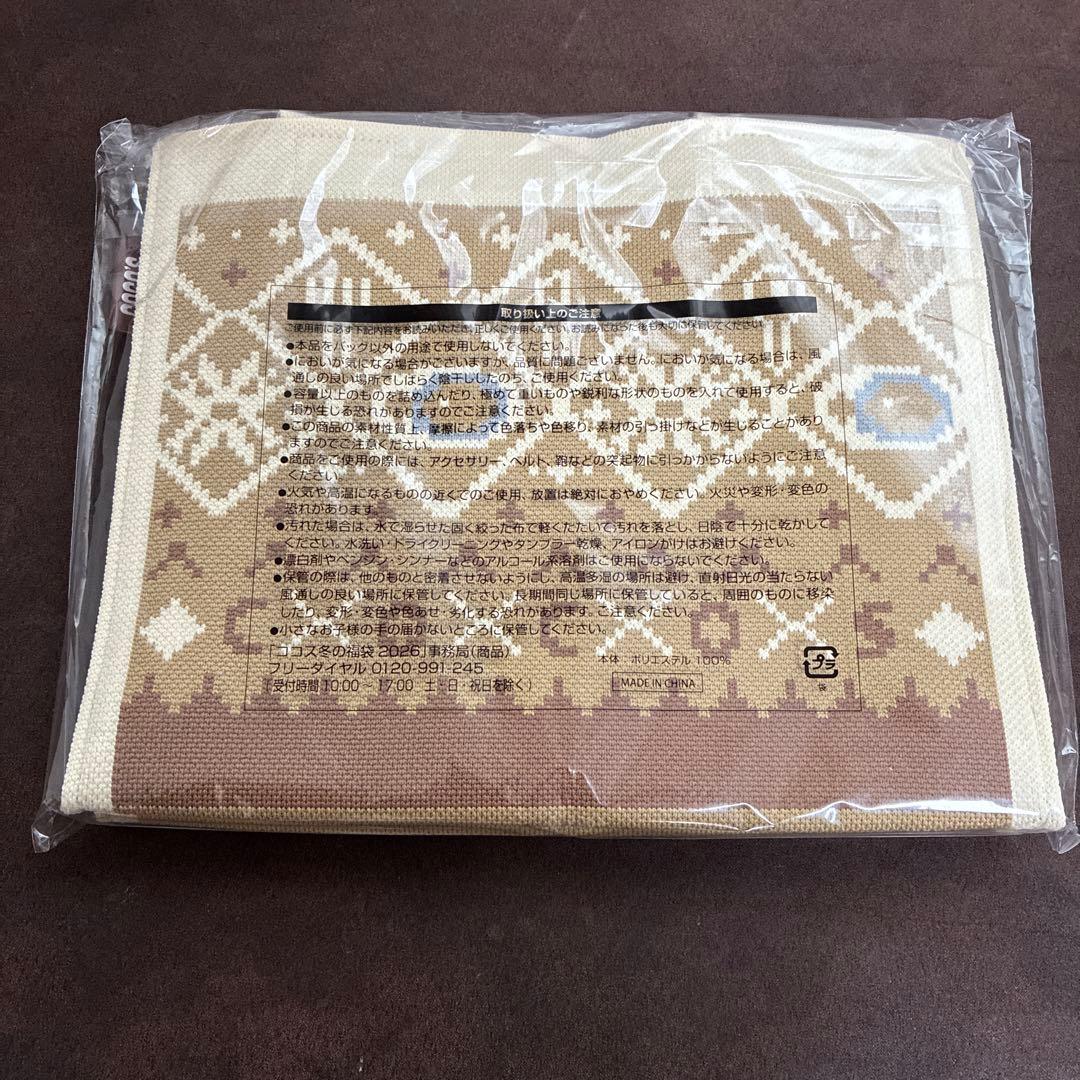 COCO'S
取り扱い上のご注意
ご使用前に必ず下記内容をお読みいただき、正しくご使用ください。お読みになった後も大切に保管してください。
●本品をバック以外の用途で使用しないでください。
●においが気になる場合がございますが、品質に問題ございません。においが気になる場合は、風
通しの良い場所でしばらく陰干ししたのち、ご使用ください。
●容量以上のものを詰め込んだり、極めて重いものや鋭利な形状のものを入れて使用すると、破
損が生じる恐れがありますのでご注意ください。
●この商品の素材性質上、摩擦によって色落ちや色移り、素材の引っ掛けなどが生じることがあり
ますのでご注意ください。
●商品をご使用の際には、アクセサリー、ベルト、鞄などの突起物に引っかからないようにご注意
ください。
●火気や高温になるものの近くでのご使用、放置は絶対におやめください。火災や変形・変色の
恐れがあります。
●汚れた場合は、水で湿らせた固く絞った布で軽くたたいて汚れを落とし、日陰で十分に乾かして
ください。水洗い・ドライクリーニングやタンブラー乾燥、アイロンがけはお避けください。
●漂白剤やベンジン・シンナーなどのアルコール系溶剤はご使用にならないでください。
●保管の際は、他のものと密着させないようにし、高温多湿の場所は避け、直射日光の当たらない
風通しの良い場所に保管してください。長期間同じ場所に保管していると、周囲のものに移染
したり、変形・変色や色あせ・劣化する恐れがあります。ご注意ください。
●小さなお子様の手の届かないところに保管してください。
「ココス冬の福袋 2026」事務局(商品)
フリーダイヤル 0120-991-245
(受付時間 10:00～17:00 土・日・祝日を除く)
本体 ポリエステル 100%
MADE IN CHINA
プラ
袋
COCOS